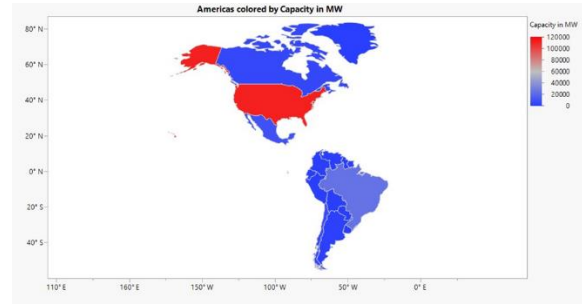 Americas colored by Capacity in MW
Capacity in MW
120000
100000
80000
60000
40000
20000
0
80° N
60° N
40° N
20° N
0° N
20° S
40° S
110° E
160° E
150° W
100° W
50° W
0° E